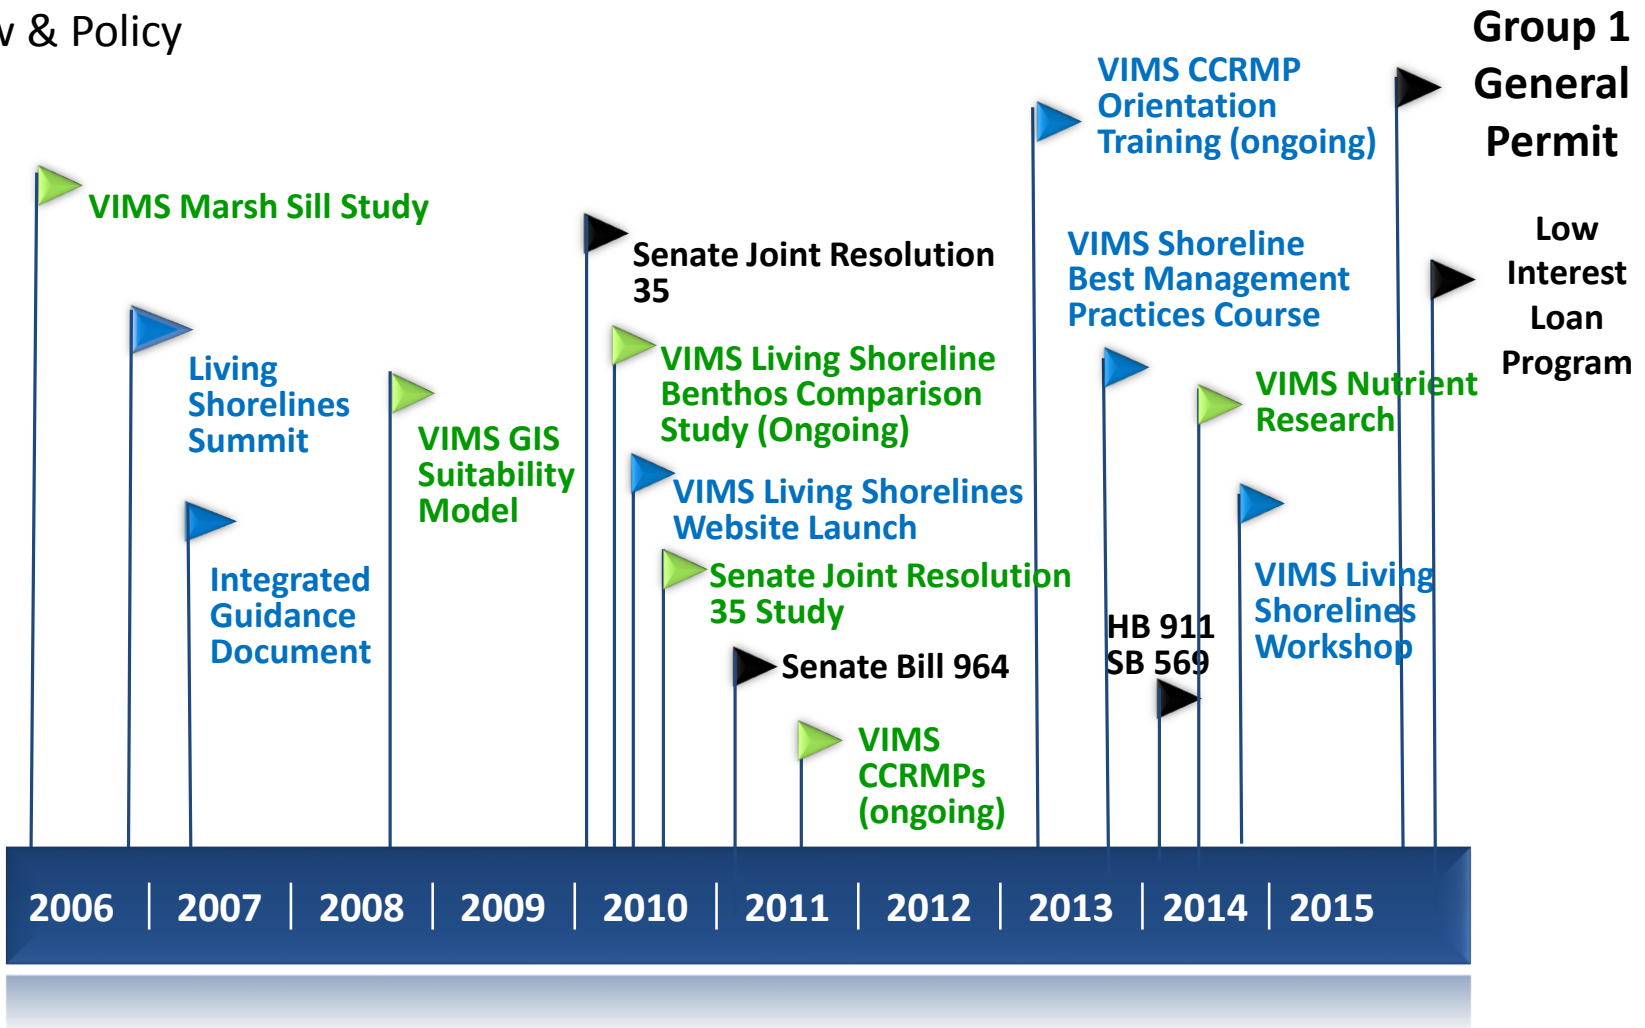 & Policy
Group 1
General
Permit
VIMS CCRMP
Orientation
Training (ongoing)
VIMS Marsh Sill Study
Senate Joint Resolution
35
VIMS Shoreline
Best Management
Practices Course
Low
Interest
Loan
Program
Living
Shorelines
Summit
VIMS GIS
Suitability
Model
VIMS Living Shoreline
Benthos Comparison
Study (Ongoing)
VIMS Nutrient
Research
VIMS Living Shorelines
Website Launch
Integrated
Guidance
Document
Senate Joint Resolution
35 Study
VIMS Living
Shorelines
Workshop
HB 911
SB 569
Senate Bill 964
VIMS
CCRMPs
(ongoing)
2006 | 2007 | 2008 | 2009 | 2010 | 2011 | 2012 | 2013 | 2014 | 2015